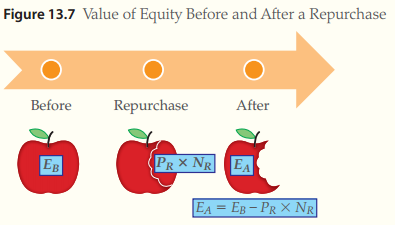 Figure 13.7 Value of Equity Before and After a Repurchase
Before Repurchase After
E_B P_R × N_R E_A
E_A = E_B – P_R × N_R